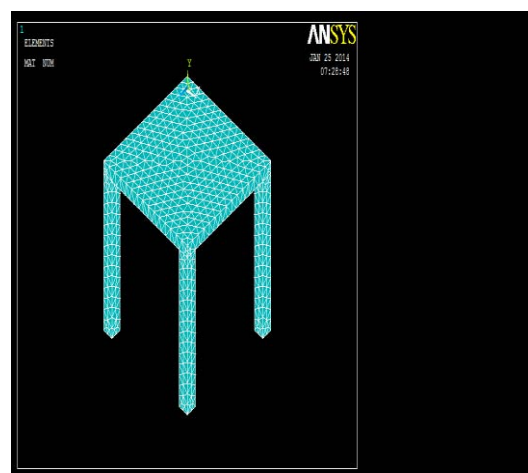 1
ELEMENTS
MAT NUM
ANSYS
JAN 25 2014
07:28:48
Y